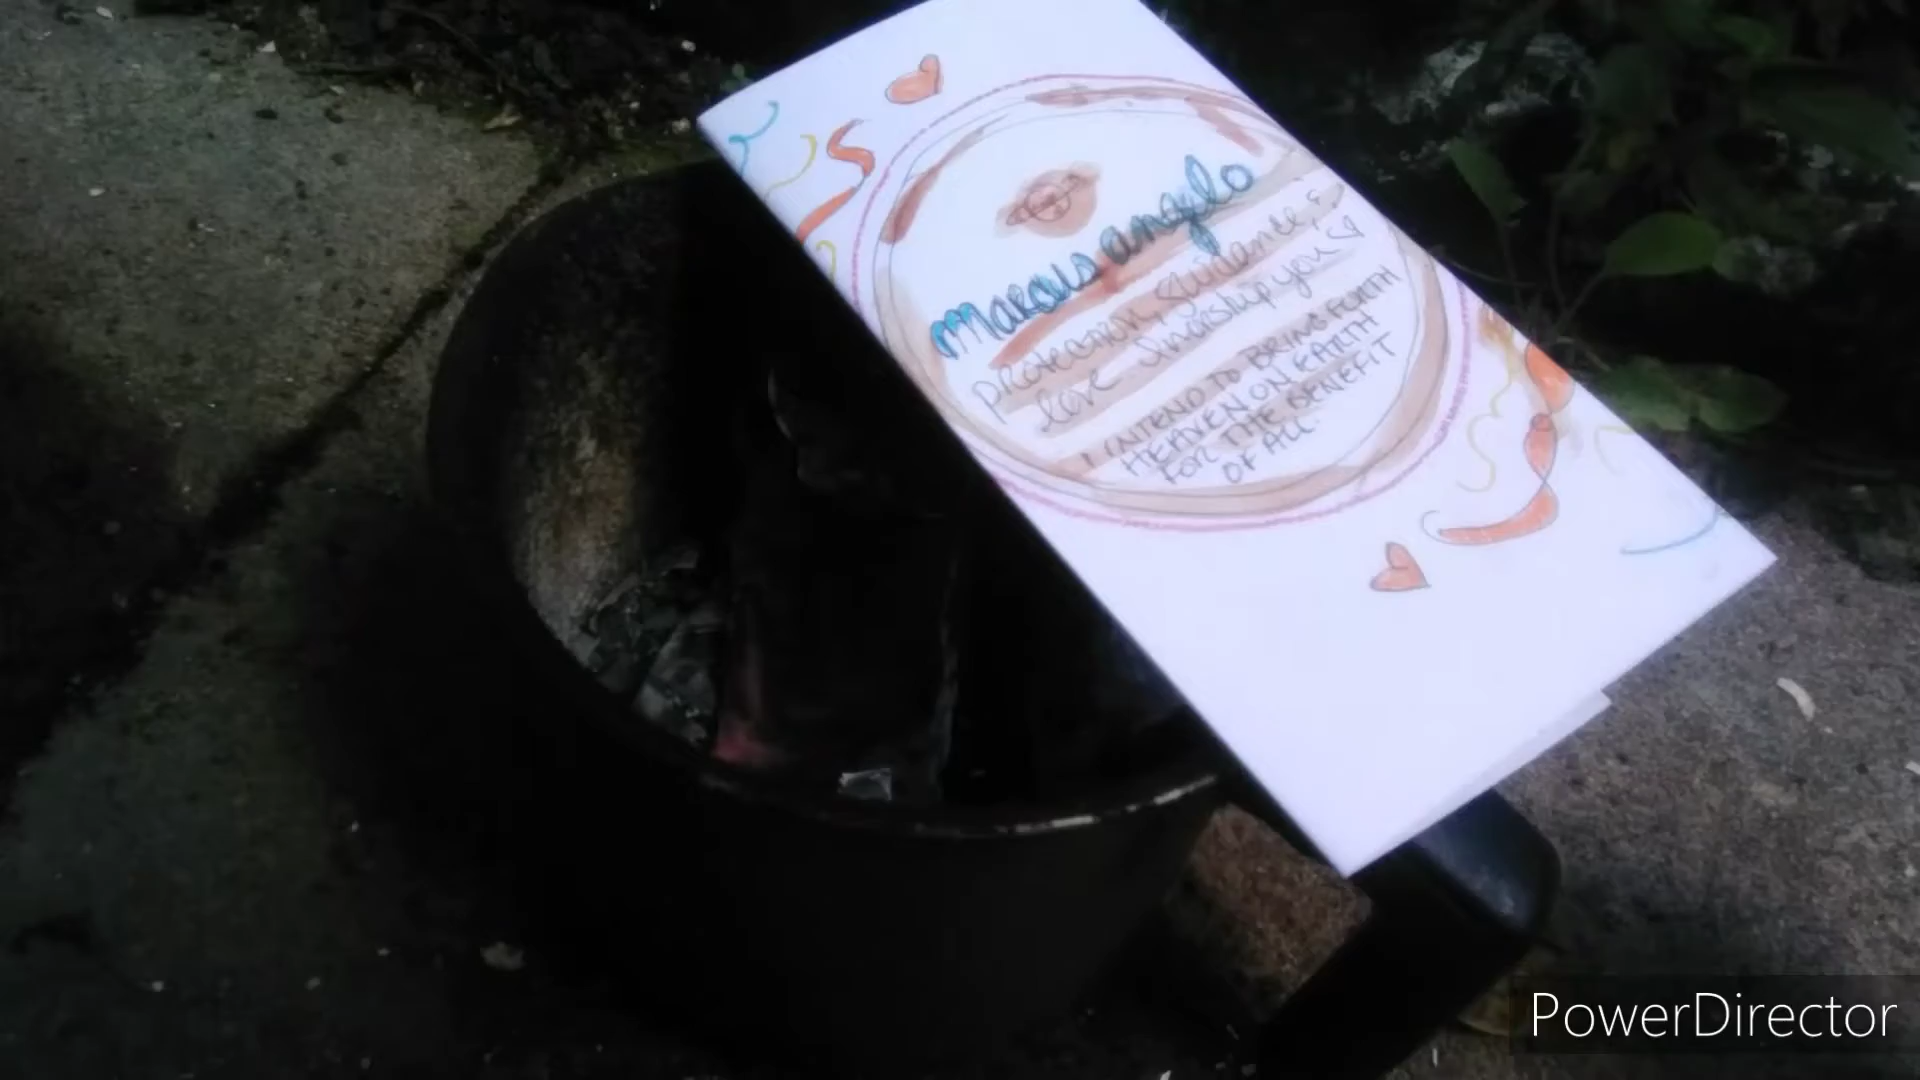 Marcus angelo
protection, guidance, &
love. I worship you
I INTEND TO BRING FORTH
HEAVEN ON EARTH
FOR THE BENEFIT
OF ALL.
PowerDirector